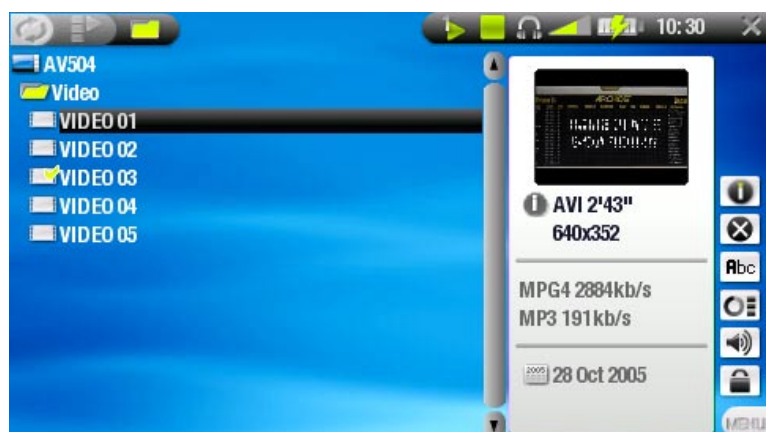 10:30
AV504
Video
VIDEO 01
VIDEO 02
VIDEO 03
VIDEO 04
VIDEO 05
AVI 2'43"
640x352
MPG4 2884kb/s
MP3 191kb/s
2005 28 Oct 2005
Abc
MENU